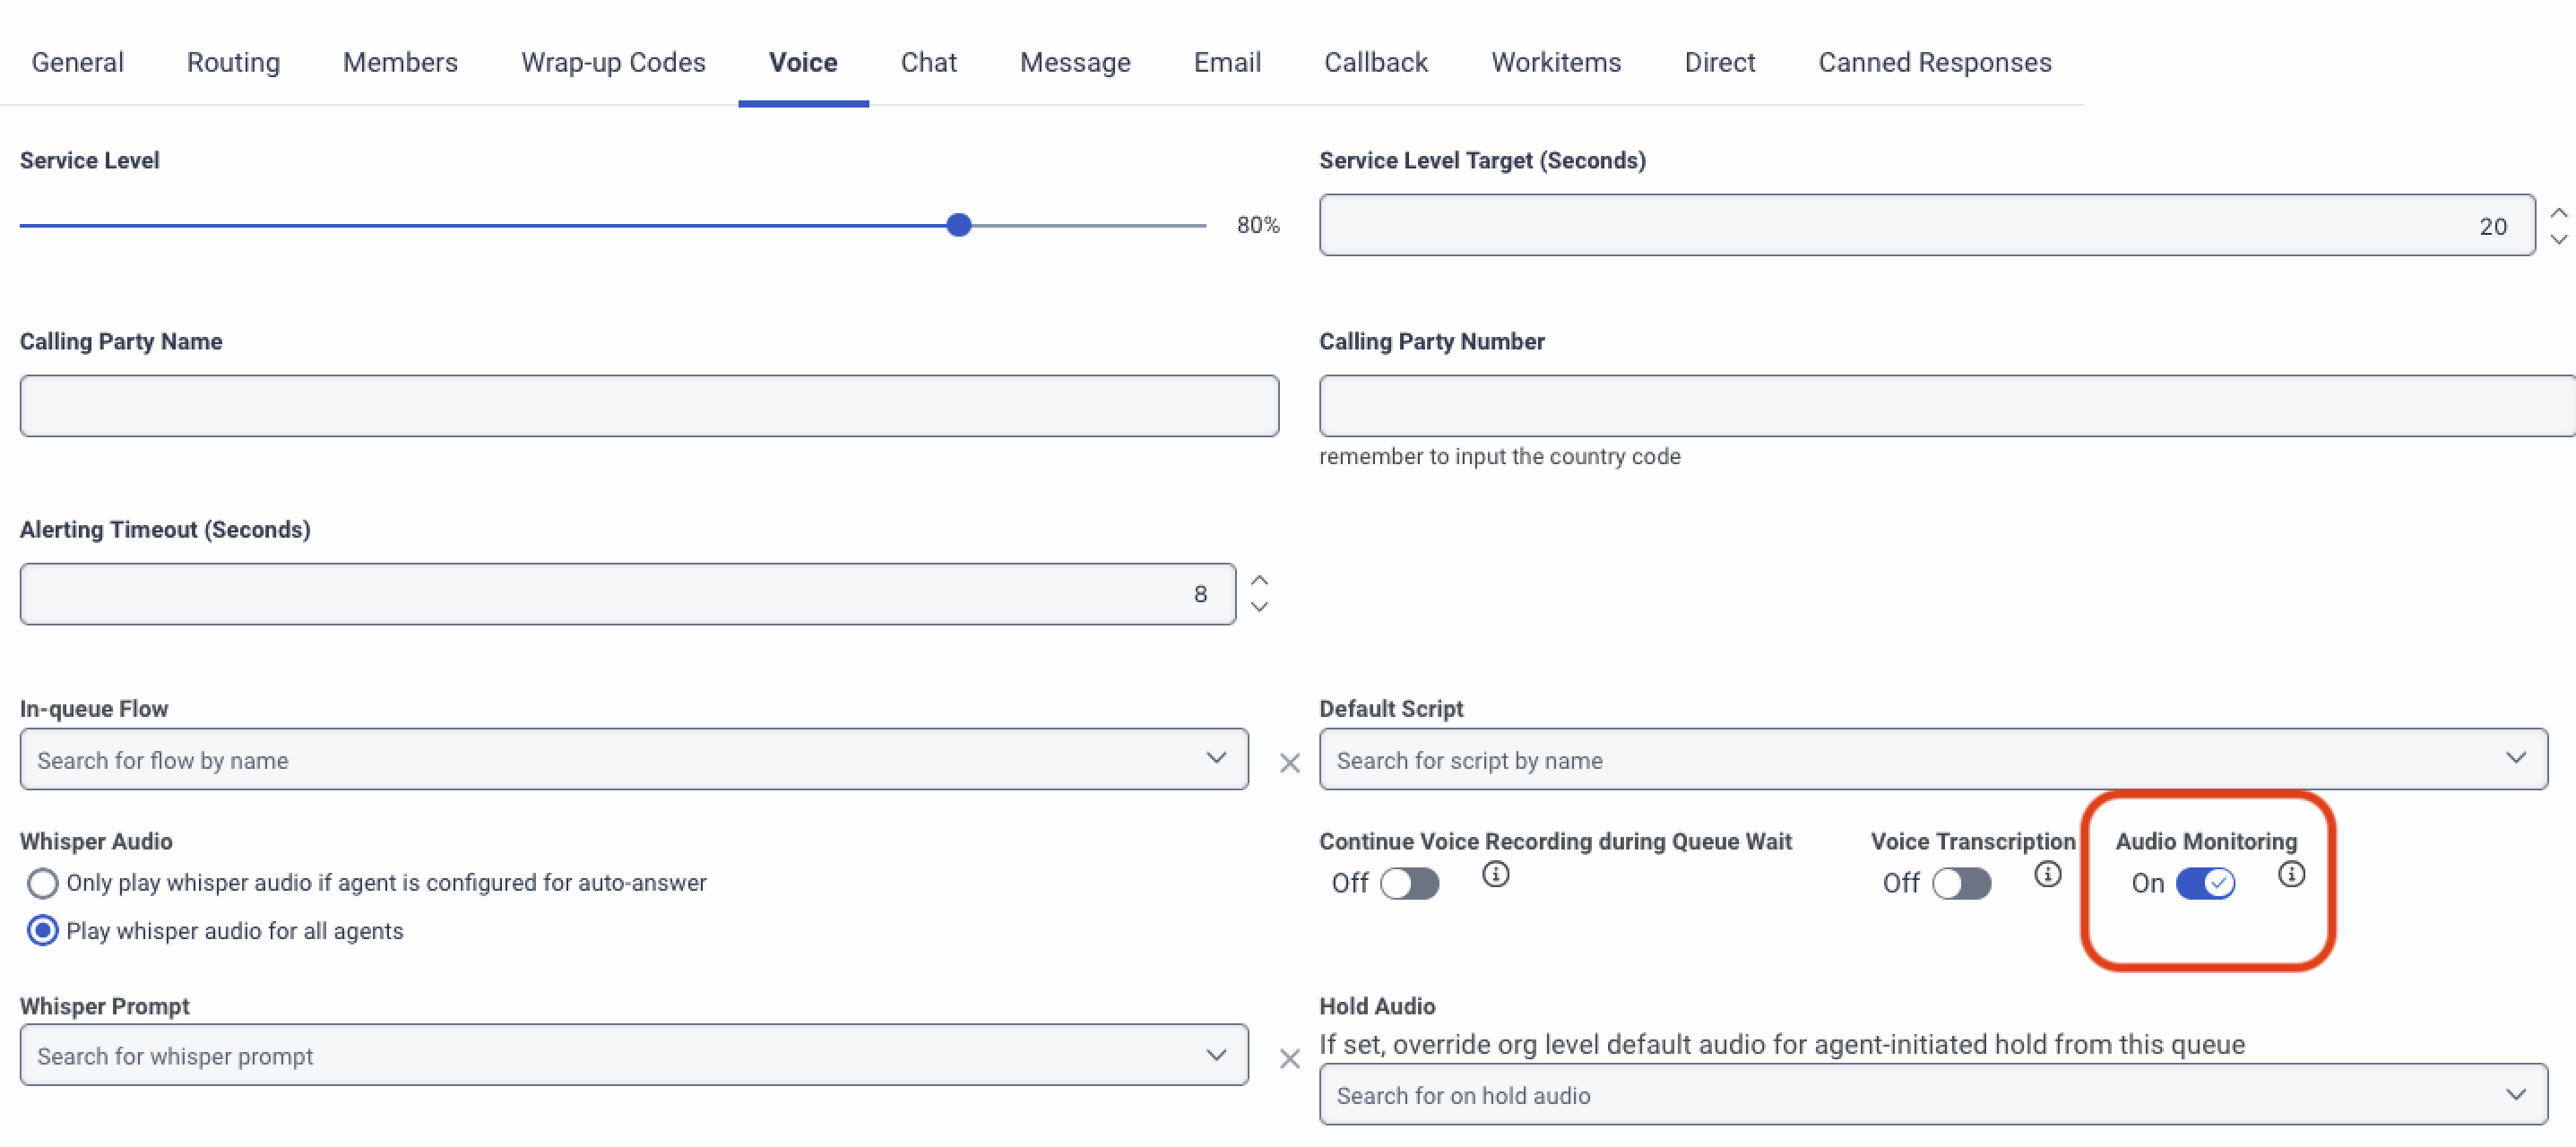 General Routing Members Wrap-up Codes Voice Chat Message Email Callback Workitems Direct Canned Responses
Service Level Service Level Target (Seconds)
80% 20
Calling Party Name Calling Party Number
remember to input the country code
Alerting Timeout (Seconds)
8
In-queue Flow Default Script
Search for flow by name Search for script by name
Whisper Audio Continue Voice Recording during Queue Wait Voice Transcription Audio Monitoring
Only play whisper audio if agent is configured for auto-answer Off Off On
Play whisper audio for all agents
Whisper Prompt Hold Audio
If set, override org level default audio for agent-initiated hold from this queue
Search for whisper prompt
Search for on hold audio